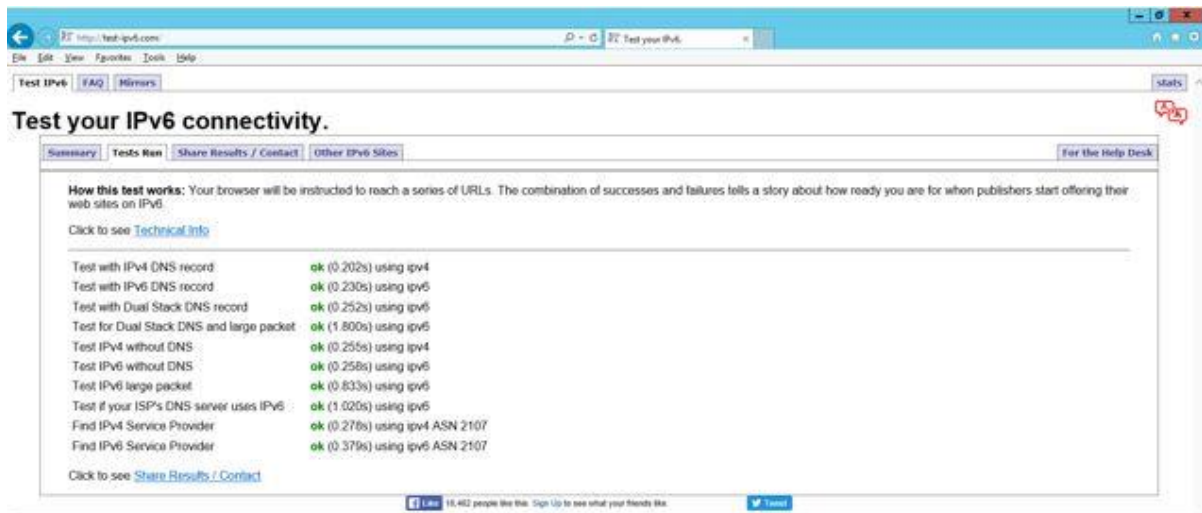 http://test-ipv6.com/
Test your IPv6.
File Edit View Favorites Tools Help
Test IPv6 FAQ Mirrors stats
Test your IPv6 connectivity.
Summary Tests Run Share Results / Contact Other IPv6 Sites For the Help Desk
How this test works: Your browser will be instructed to reach a series of URLs. The combination of successes and failures tells a story about how ready you are for when publishers start offering their
web sites on IPv6.
Click to see Technical Info
Test with IPv4 DNS record ok (0.202s) using ipv4
Test with IPv6 DNS record ok (0.230s) using ipv6
Test with Dual Stack DNS record ok (0.252s) using ipv6
Test for Dual Stack DNS and large packet ok (1.800s) using ipv6
Test IPv4 without DNS ok (0.255s) using ipv4
Test IPv6 without DNS ok (0.258s) using ipv6
Test IPv6 large packet ok (0.833s) using ipv6
Test if your ISP's DNS server uses IPv6 ok (1.020s) using ipv6
Find IPv4 Service Provider ok (0.278s) using ipv4 ASN 2107
Find IPv6 Service Provider ok (0.379s) using ipv6 ASN 2107
Click to see Share Results / Contact
Like people like this. Sign Up to see what your friends like. Tweet